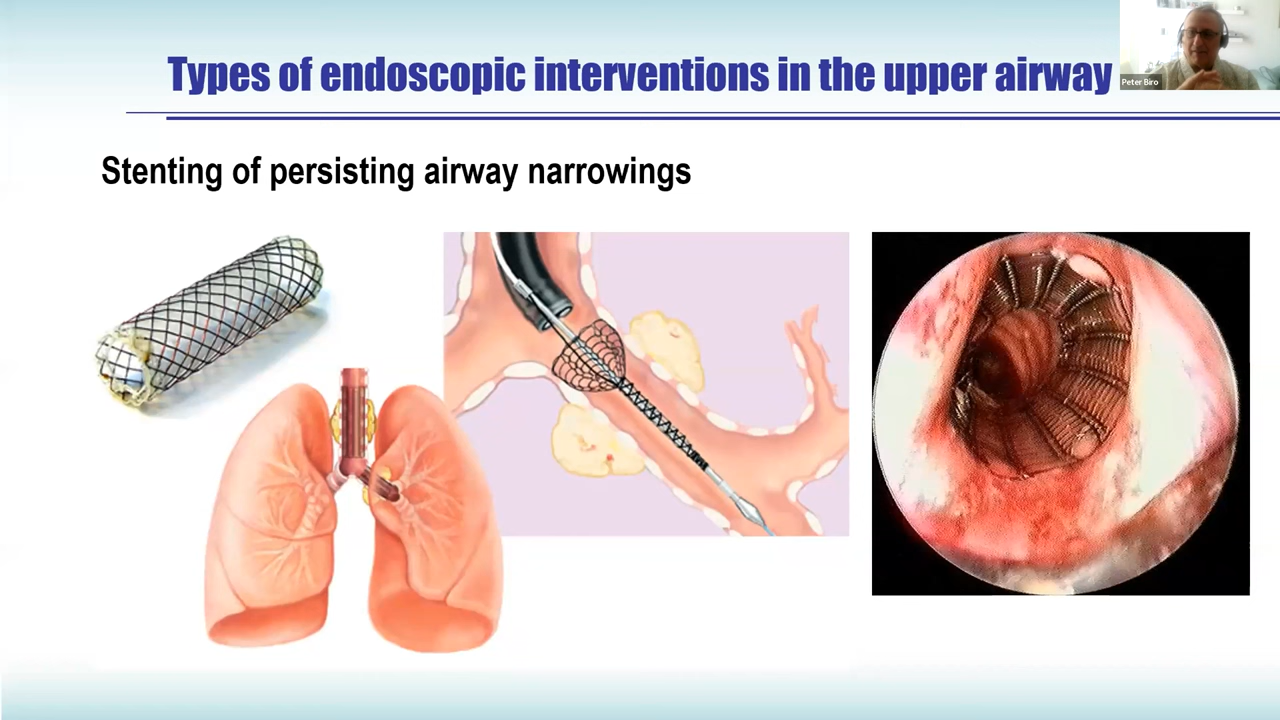 Types of endoscopic interventions in the upper airway
Peter Biro
Stenting of persisting airway narrowings